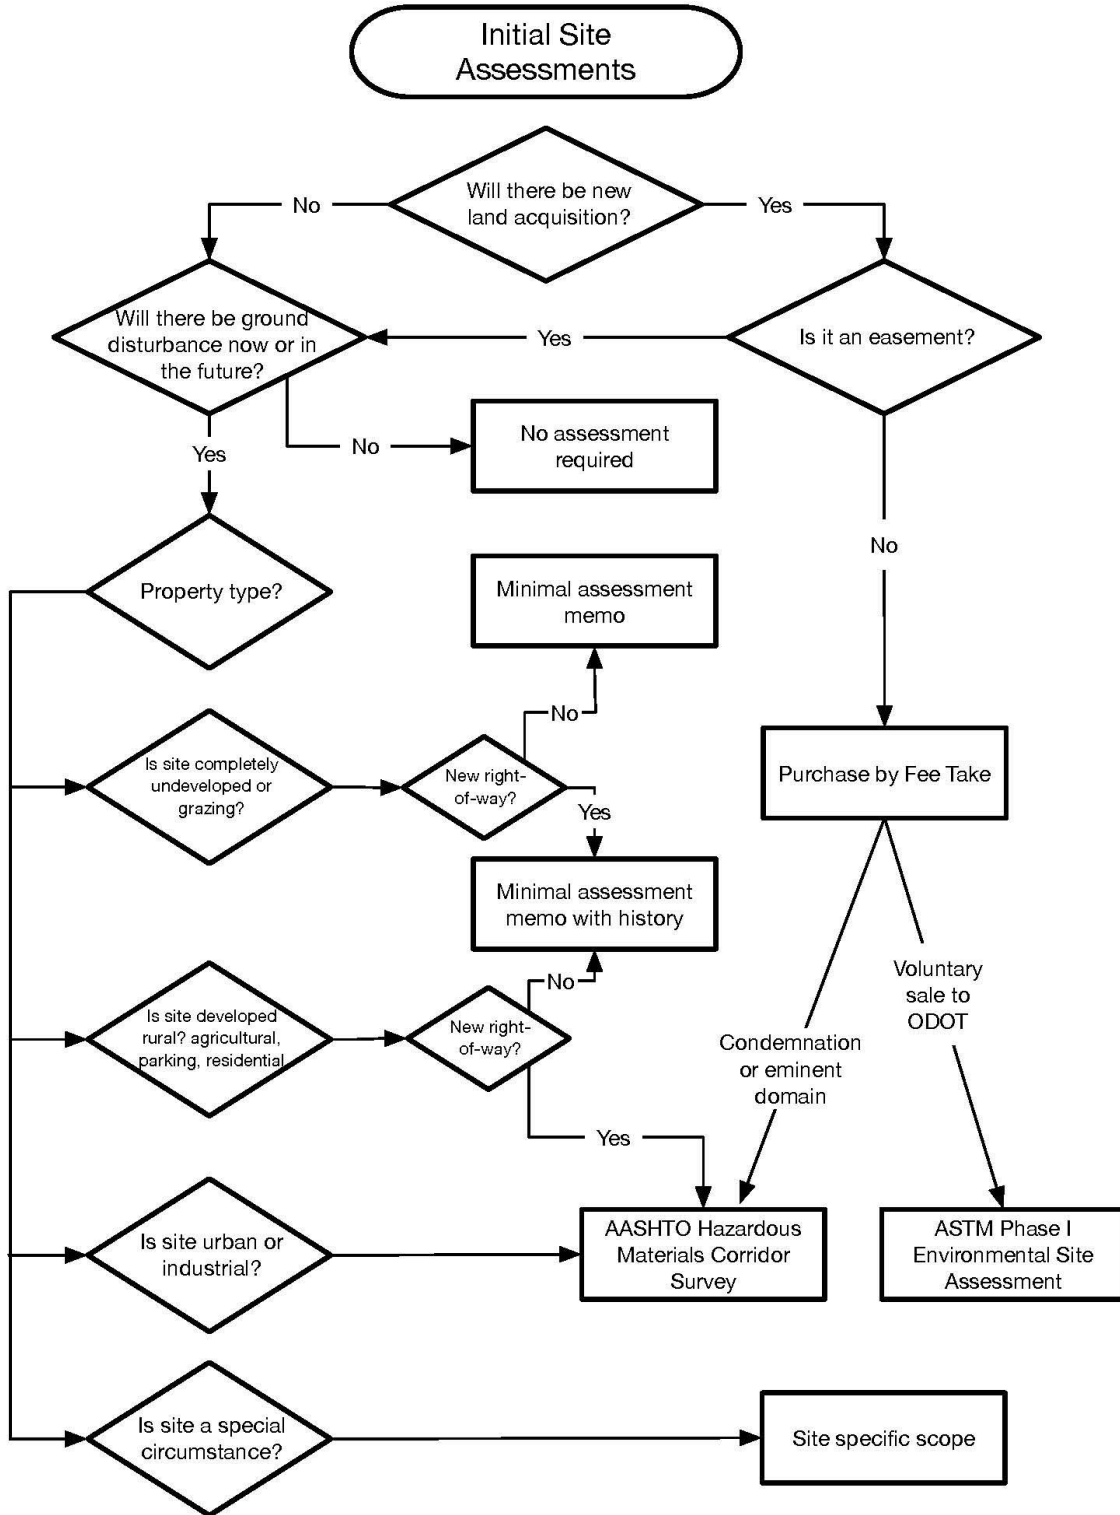 Initial Site
Assessments
Will there be new
land acquisition?
No
Yes
Will there be ground
disturbance now or in
the future?
Yes
Is it an easement?
No
No assessment
required
Yes
No
Property type?
Minimal assessment
memo
No
Is site completely
undeveloped or
grazing?
New right-
of-way?
Yes
Purchase by Fee Take
Minimal assessment
memo with history
No
Is site developed
rural? agricultural,
parking, residential
New right-
of-way?
Yes
Condemnation
or eminent
domain
Voluntary
sale to
ODOT
Is site urban or
industrial?
AASHTO Hazardous
Materials Corridor
Survey
ASTM Phase I
Environmental Site
Assessment
Is site a special
circumstance?
Site specific scope